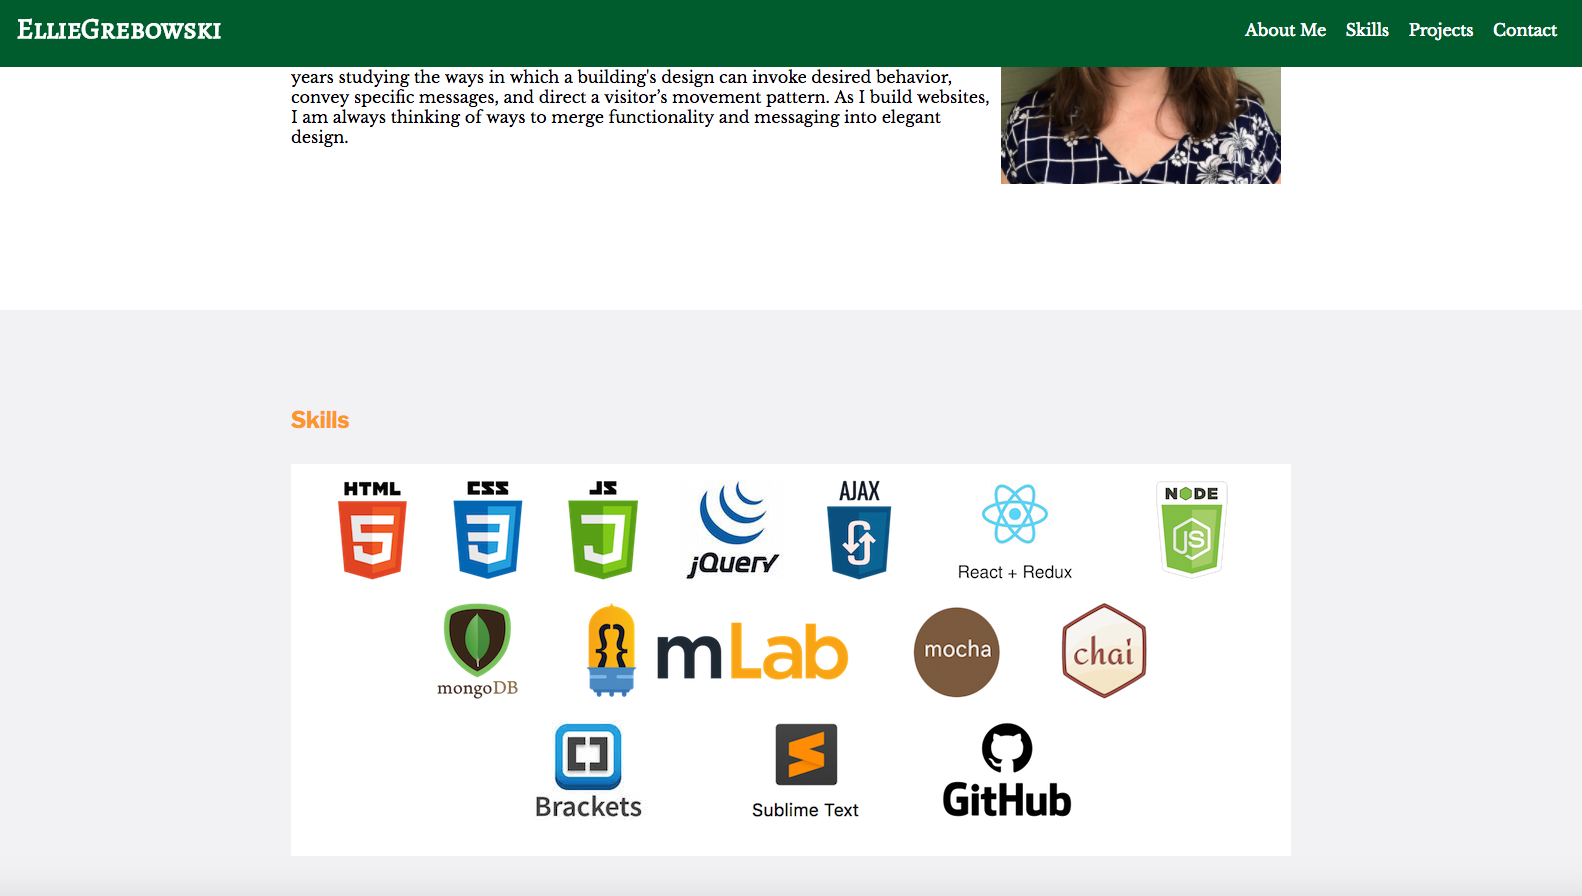 EllieGrebowski
About Me Skills Projects Contact
years studying the ways in which a building's design can invoke desired behavior,
convey specific messages, and direct a visitor’s movement pattern. As I build websites,
I am always thinking of ways to merge functionality and messaging into elegant
design.
Skills
HTML CSS JS jQuery AJAX React + Redux NODE
5 3 JS
mongoDB {} mLab mocha chai
Brackets Sublime Text GitHub